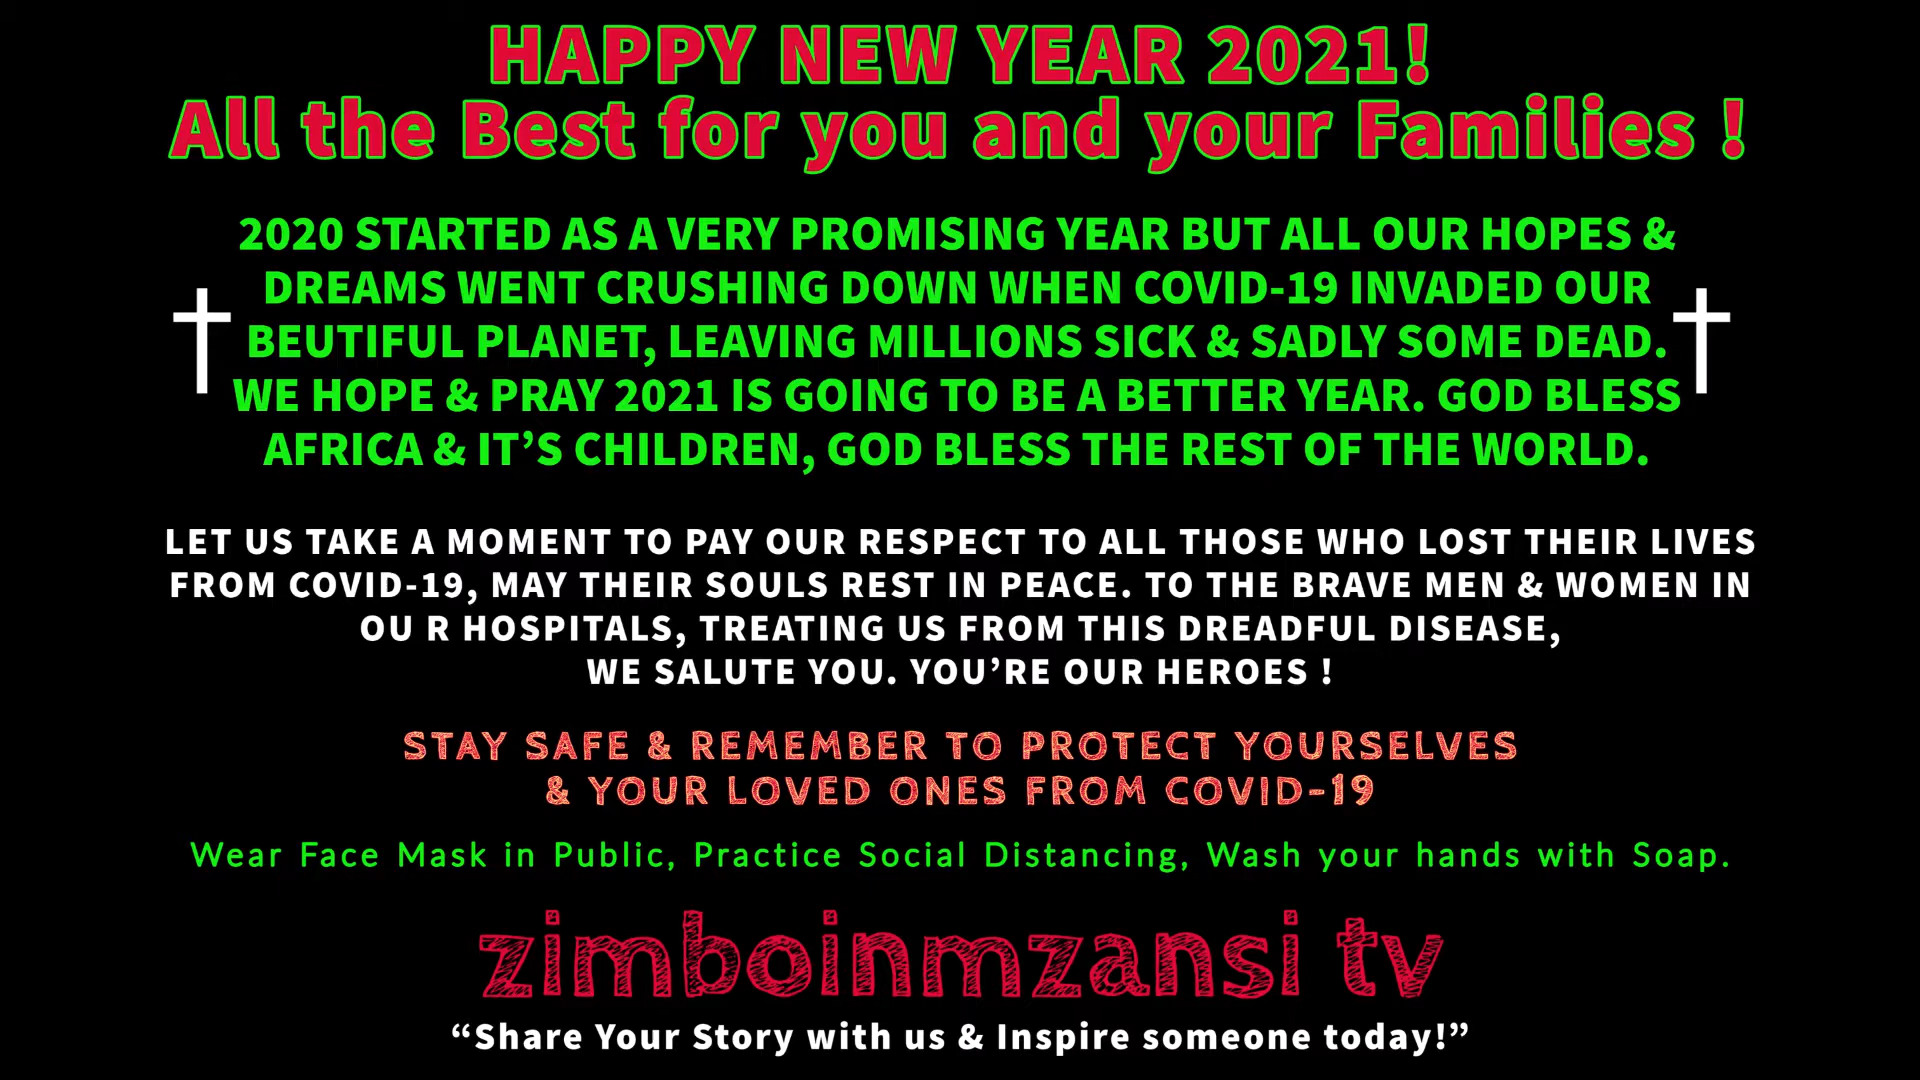 HAPPY NEW YEAR 2021!
All the Best for you and your Families !
2020 STARTED AS A VERY PROMISING YEAR BUT ALL OUR HOPES &
DREAMS WENT CRUSHING DOWN WHEN COVID-19 INVADED OUR
BEUTIFUL PLANET, LEAVING MILLIONS SICK & SADLY SOME DEAD.
WE HOPE & PRAY 2021 IS GOING TO BE A BETTER YEAR. GOD BLESS
AFRICA & IT’S CHILDREN, GOD BLESS THE REST OF THE WORLD.
LET US TAKE A MOMENT TO PAY OUR RESPECT TO ALL THOSE WHO LOST THEIR LIVES
FROM COVID-19, MAY THEIR SOULS REST IN PEACE. TO THE BRAVE MEN & WOMEN IN
OU R HOSPITALS, TREATING US FROM THIS DREADFUL DISEASE,
WE SALUTE YOU. YOU’RE OUR HEROES !
STAY SAFE & REMEMBER TO PROTECT YOURSELVES
& YOUR LOVED ONES FROM COVID-19
Wear Face Mask in Public, Practice Social Distancing, Wash your hands with Soap.
zimboinmzansi tv
“Share Your Story with us & Inspire someone today!”